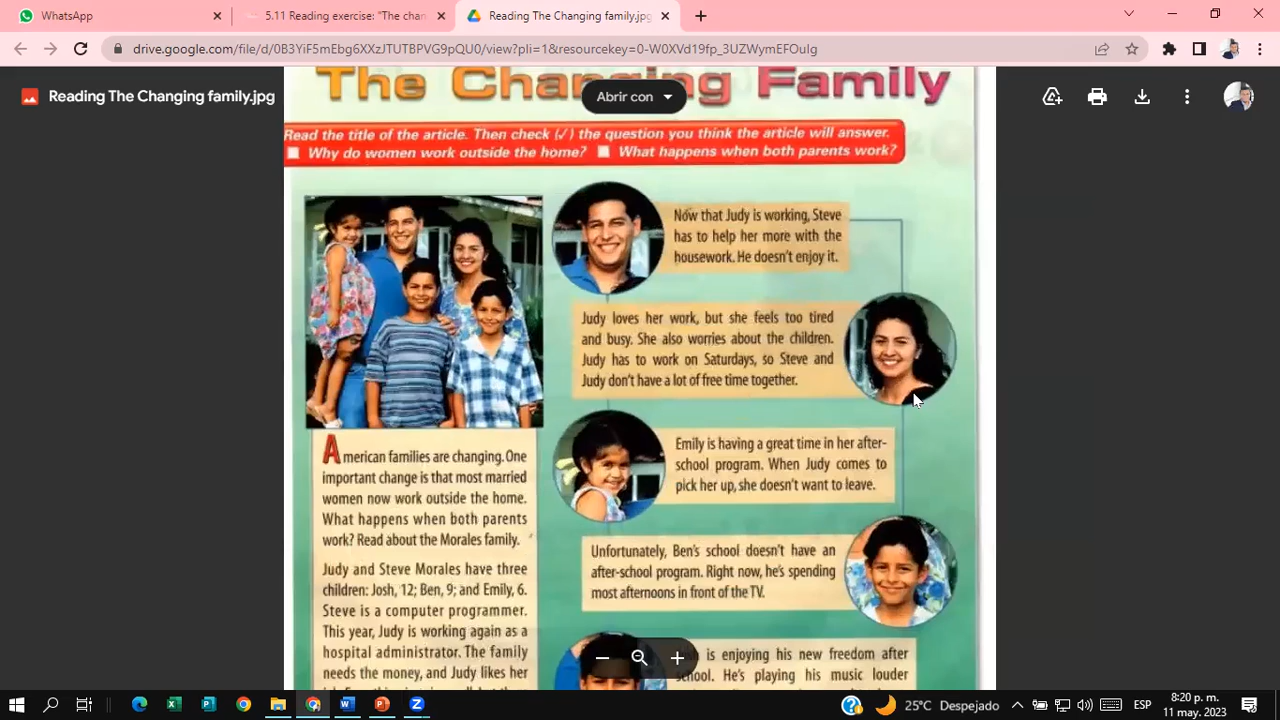 WhatsApp
5.11 Reading exercise: "The chan
Reading The Changing family.jpg
drive.google.com/file/d/0B3YiF5mEbg6XXzJTUTBPVG9pQU0/view?pli=1&resourcekey=0-W0XVd19fp_3UZWymEFOulg
Reading The Changing family.jpg
Abrir con
The Changing Family
Read the title of the article. Then check (✓) the question you think the article will answer.
Why do women work outside the home? What happens when both parents work?
Now that Judy is working, Steve
has to help her more with the
housework. He doesn't enjoy it.
Judy loves her work, but she feels too tired
and busy. She also worries about the children.
Judy has to work on Saturdays, so Steve and
Judy don't have a lot of free time together.
Emily is having a great time in her after-
school program. When Judy comes to
pick her up, she doesn't want to leave.
Unfortunately, Ben's school doesn't have an
after-school program. Right now, he's spending
most afternoons in front of the TV.
is enjoying his new freedom after
school. He's playing his music louder
American families are changing. One
important change is that most married
women now work outside the home.
What happens when both parents
work? Read about the Morales family.
Judy and Steve Morales have three
children: Josh, 12; Ben, 9; and Emily, 6.
Steve is a computer programmer.
This year, Judy is working again as a
hospital administrator. The family
needs the money, and Judy likes her
25°C Despejado
ESP
8:20 p. m.
11 may. 2023